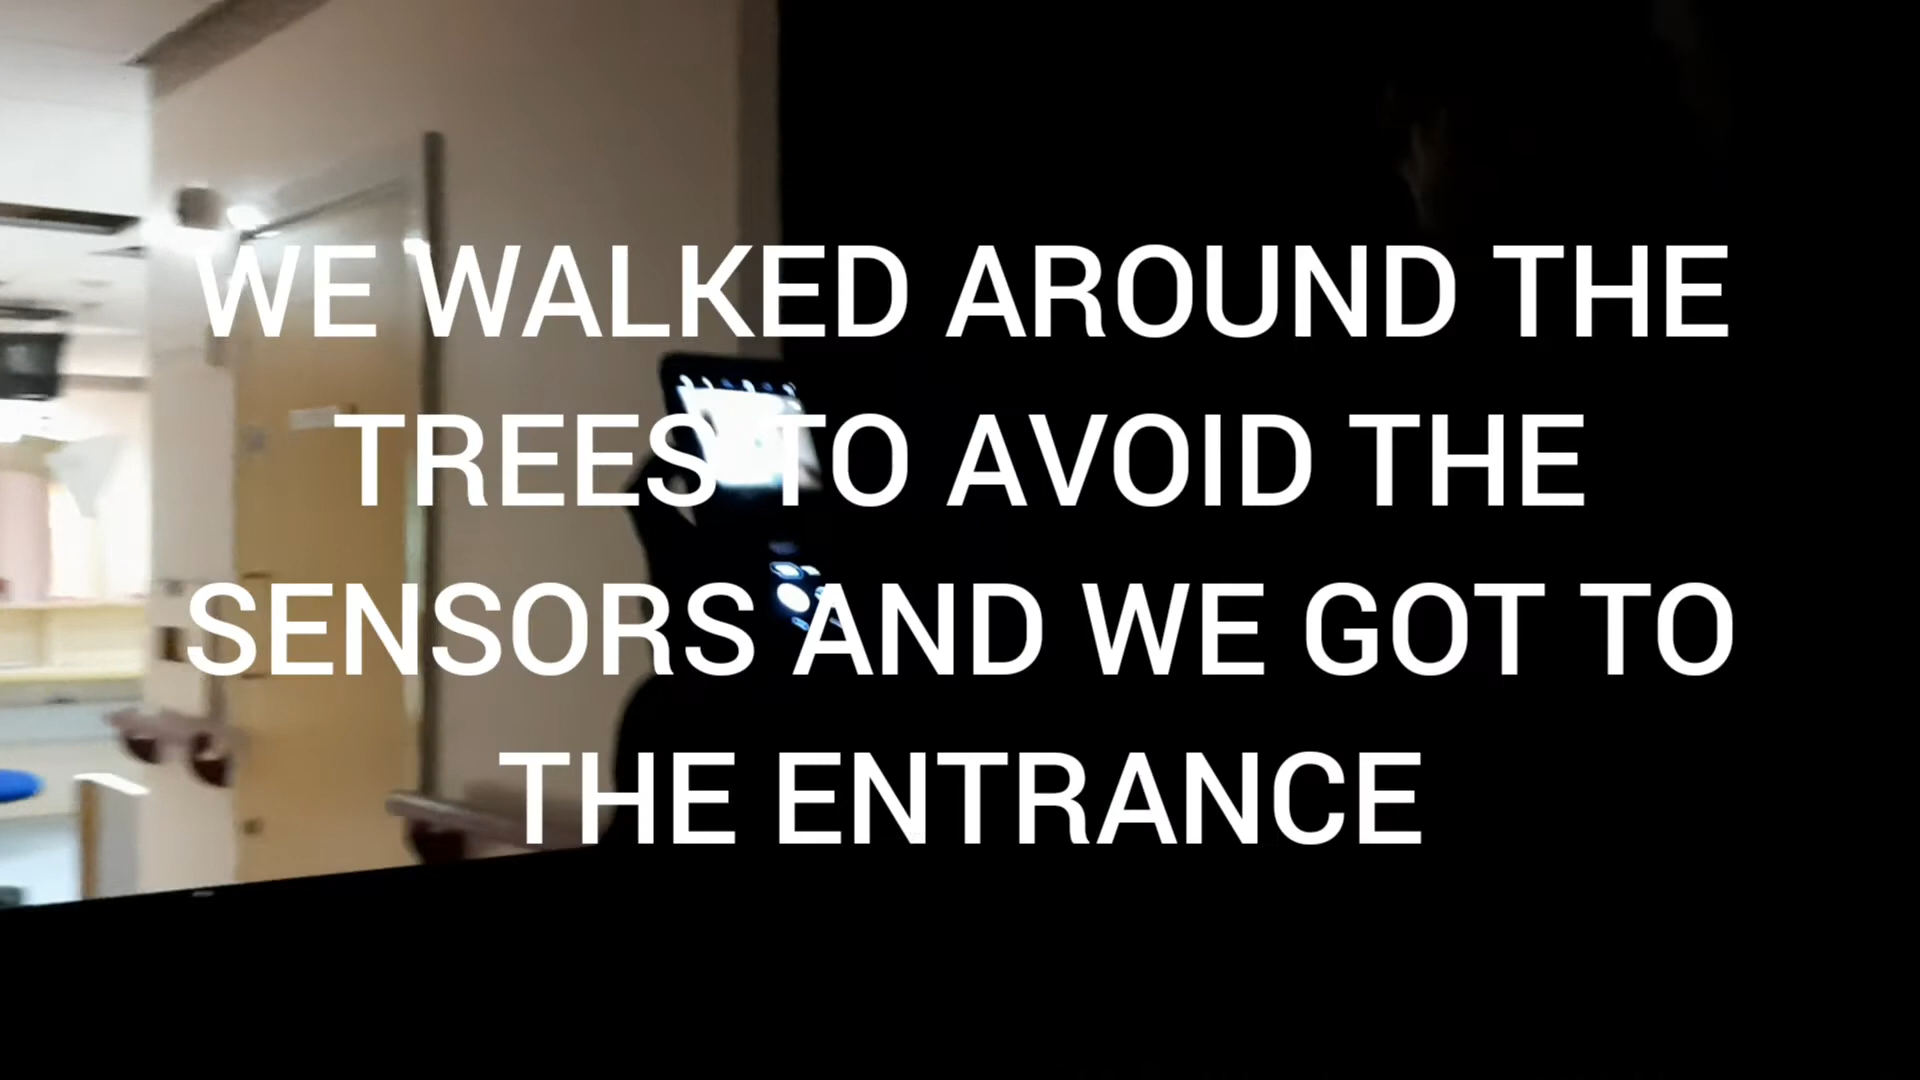 WE WALKED AROUND THE
TREES TO AVOID THE
SENSORS AND WE GOT TO
THE ENTRANCE